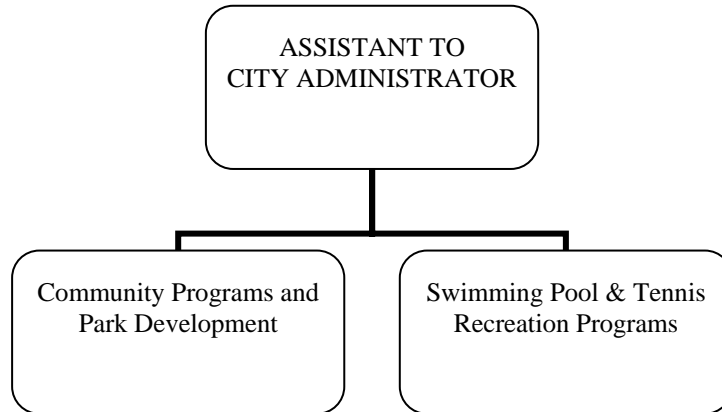 ASSISTANT TO
CITY ADMINISTRATOR
Community Programs and
Park Development
Swimming Pool & Tennis
Recreation Programs